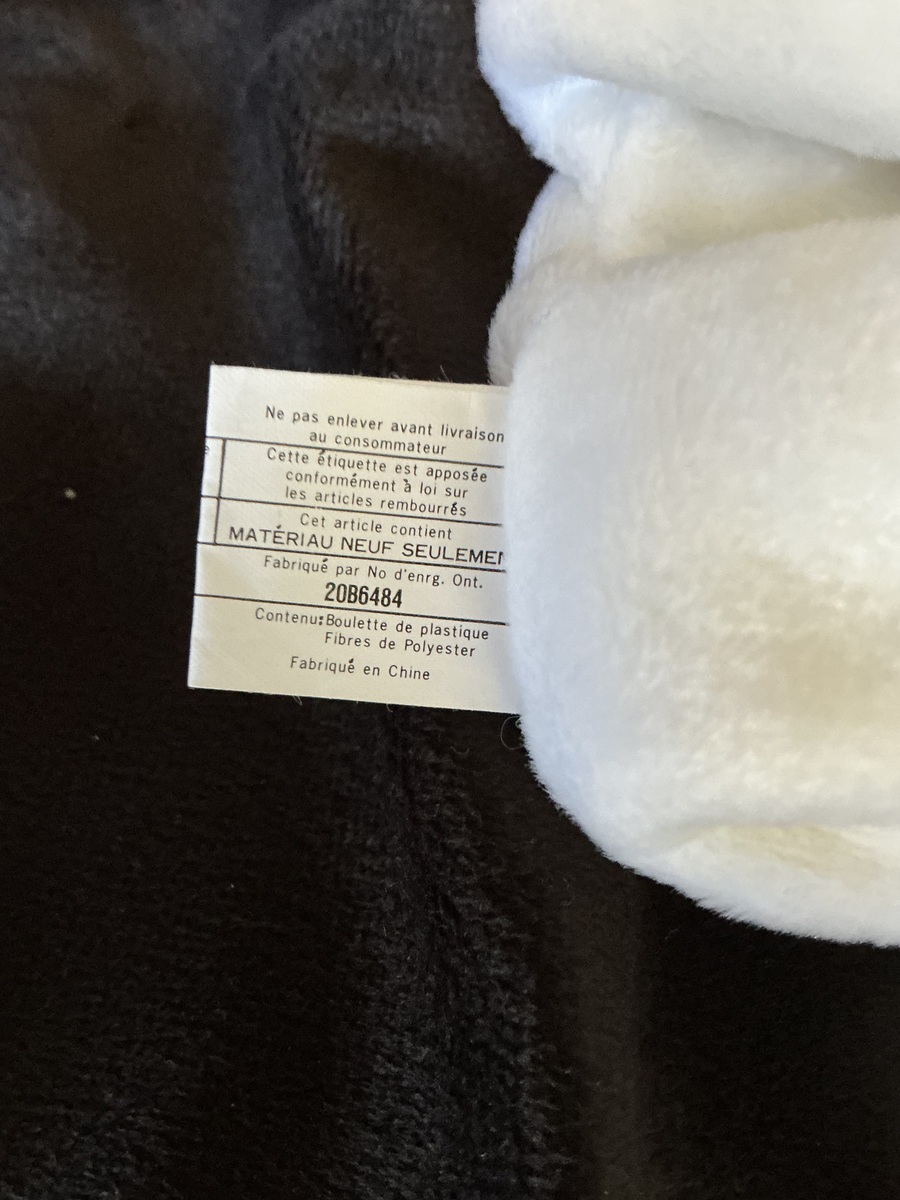 Ne pas enlever avant livraison
au consommateur
Cette étiquette est apposée
conformément à loi sur
les articles rembourrés
Cet article contient
MATÉRIAU NEUF SEULEMEN
Fabriqué par No d'enrg. Ont.
20B6484
Contenu:Boulette de plastique
Fibres de Polyester
Fabriqué en Chine